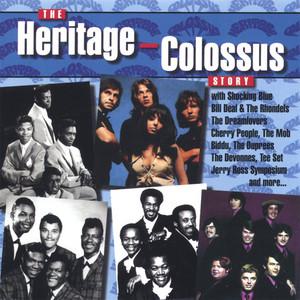 THE
Heritage–Colossus
STORY
with Shocking Blue
Bill Deal & The Rhondels
The Dreamlovers
Cherry People, The Mob
Biddu, The Duprees
The Devonnes, Tee Set
Jerry Ross Symposium
and more...